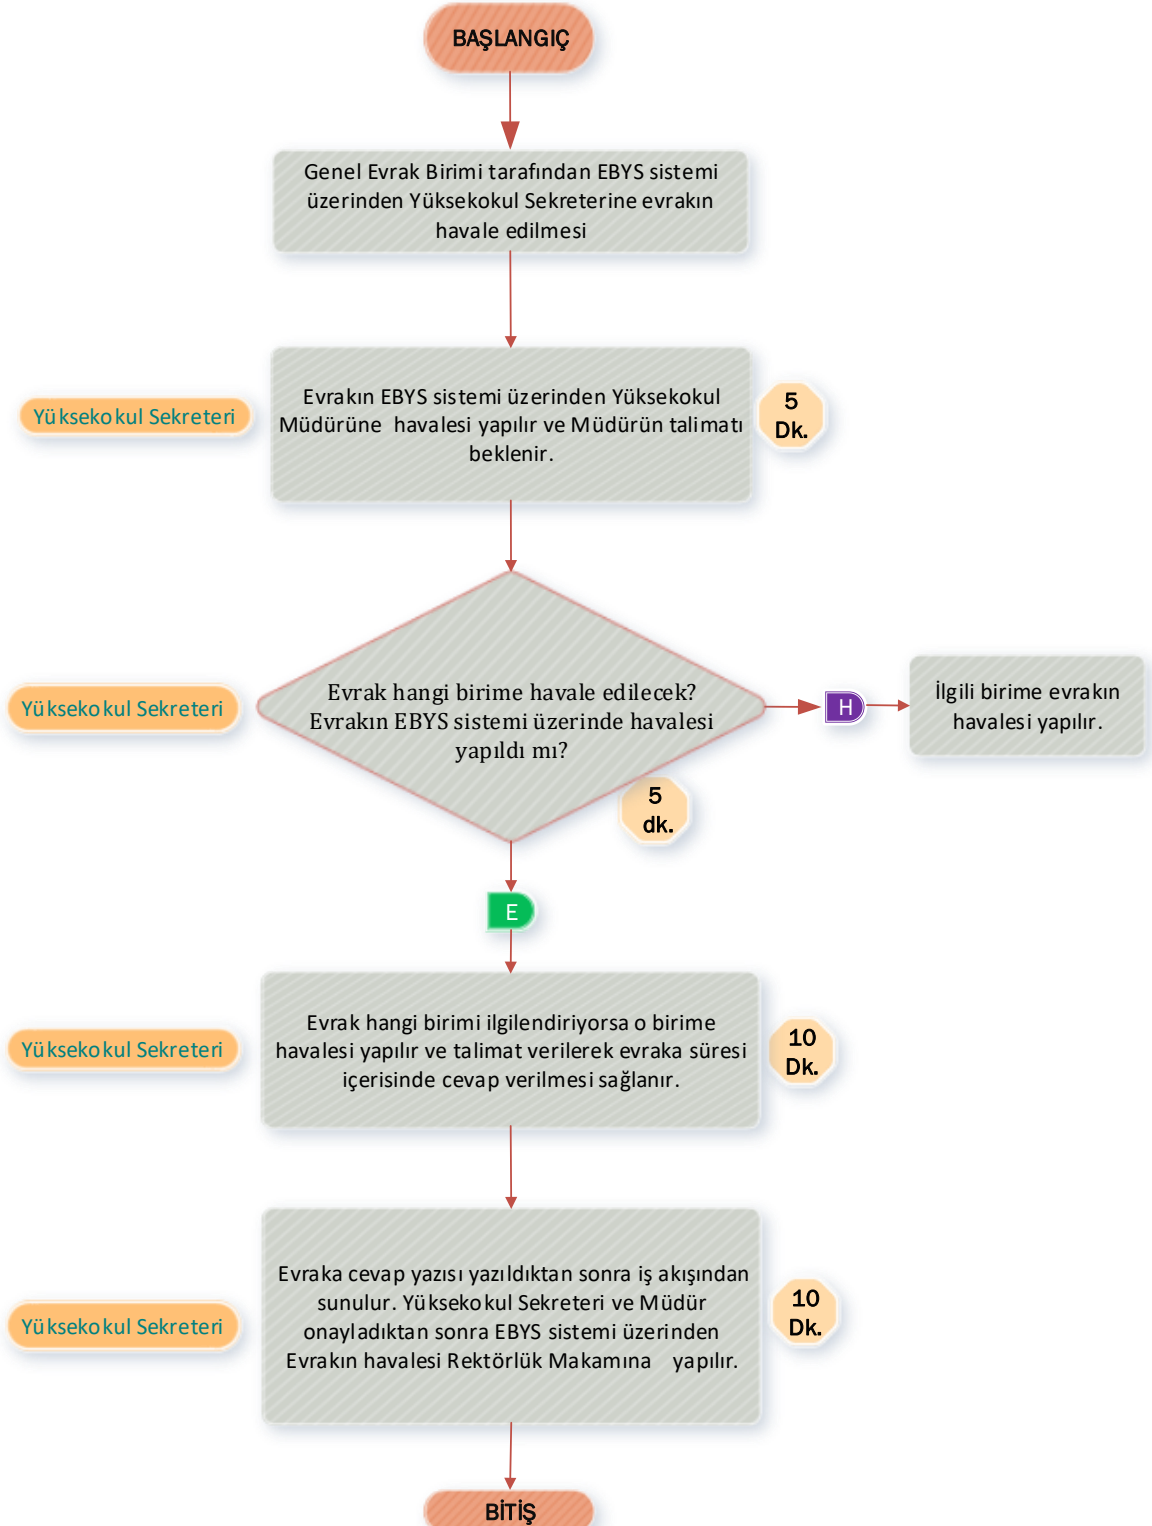 BAŞLANGIÇ
Genel Evrak Birimi tarafından EBYS sistemi
üzerinden Yüksekokul Sekreterine evrakın
havale edilmesi
Yüksekokul Sekreteri
Evrakın EBYS sistemi üzerinden Yüksekokul
Müdürüne havalesi yapılır ve Müdürün talimatı
beklenir.
5
Dk.
Yüksekokul Sekreteri
Evrak hangi birime havale edilecek?
Evrakın EBYS sistemi üzerinde havalesi
yapıldı mı?
H
İlgili birime evrakın
havalesi yapılır.
5
dk.
E
Yüksekokul Sekreteri
Evrak hangi birimi ilgilendiriyorsa o birime
havalesi yapılır ve talimat verilerek evraka süresi
içerisinde cevap verilmesi sağlanır.
10
Dk.
Yüksekokul Sekreteri
Evraka cevap yazısı yazıldıktan sonra iş akışından
sunulur. Yüksekokul Sekreteri ve Müdür
onayladıktan sonra EBYS sistemi üzerinden
Evrakın havalesi Rektörlük Makamına yapılır.
10
Dk.
BİTİŞ